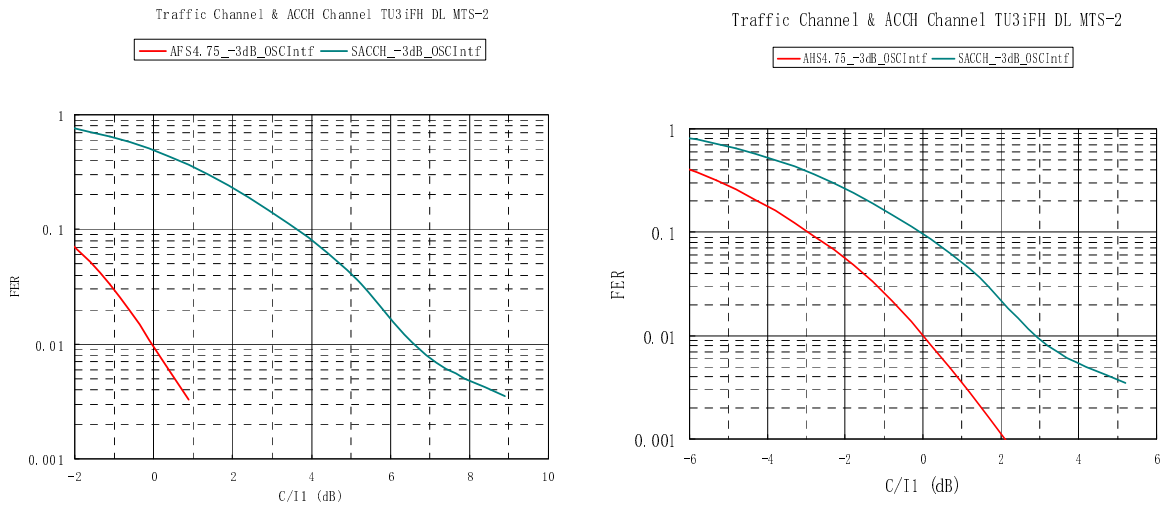 Traffic Channel & ACCH Channel TU3iFH DL MTS-2
AFS4.75_-3dB_OSCIntf SACCH_-3dB_OSCIntf
1
0.1
0.01
0.001
FER
-2 0 2 4 6 8 10
C/I1 (dB)
Traffic Channel & ACCH Channel TU3iFH DL MTS-2
AHS4.75_-3dB_OSCIntf SACCH_-3dB_OSCIntf
1
0.1
0.01
0.001
FER
-6 -4 -2 0 2 4 6
C/I1 (dB)